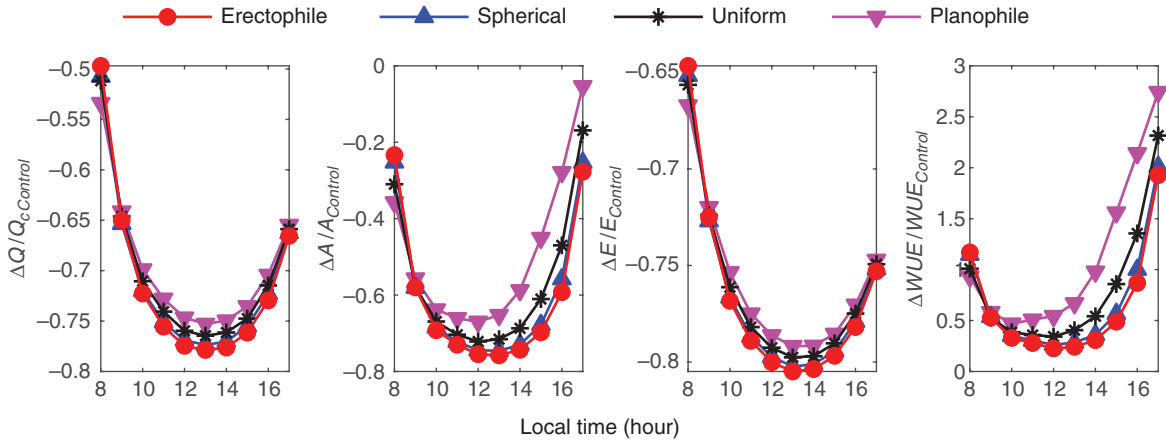 Erectophile Spherical Uniform Planophile
ΔQ/Q_cControl
−0.5
−0.55
−0.6
−0.65
−0.7
−0.75
−0.8
8 10 12 14 16
ΔA/A_Control
0
−0.2
−0.4
−0.6
−0.8
8 10 12 14 16
ΔE/E_Control
−0.65
−0.7
−0.75
−0.8
8 10 12 14 16
ΔWUE/WUE_Control
3
2.5
2
1.5
1
0.5
0
8 10 12 14 16
Local time (hour)